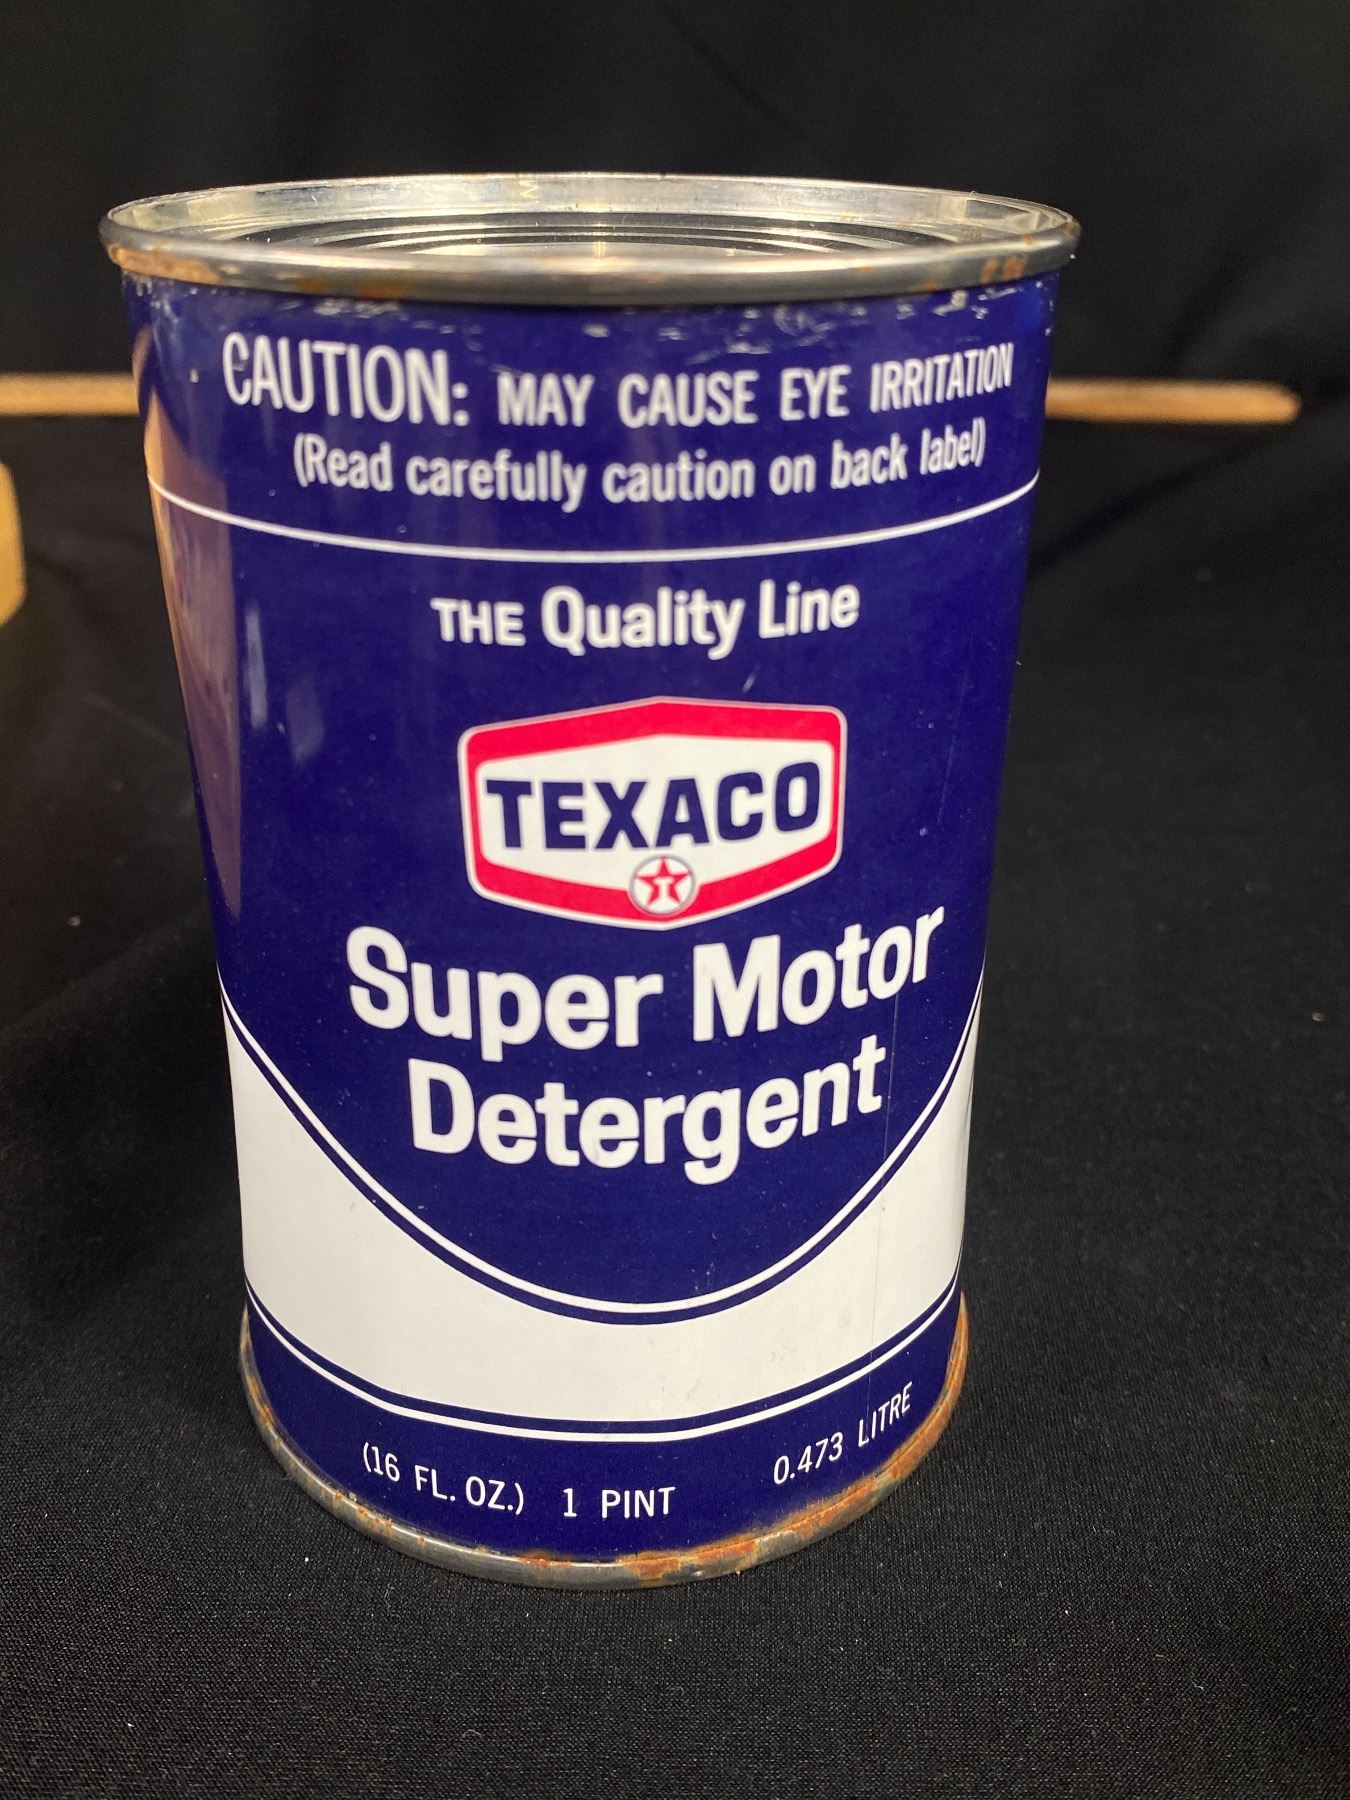 CAUTION: MAY CAUSE EYE IRRITATION
(Read carefully caution on back label)
THE Quality Line
TEXACO
T
Super Motor
Detergent
(16 FL. OZ.) 1 PINT 0.473 LITRE